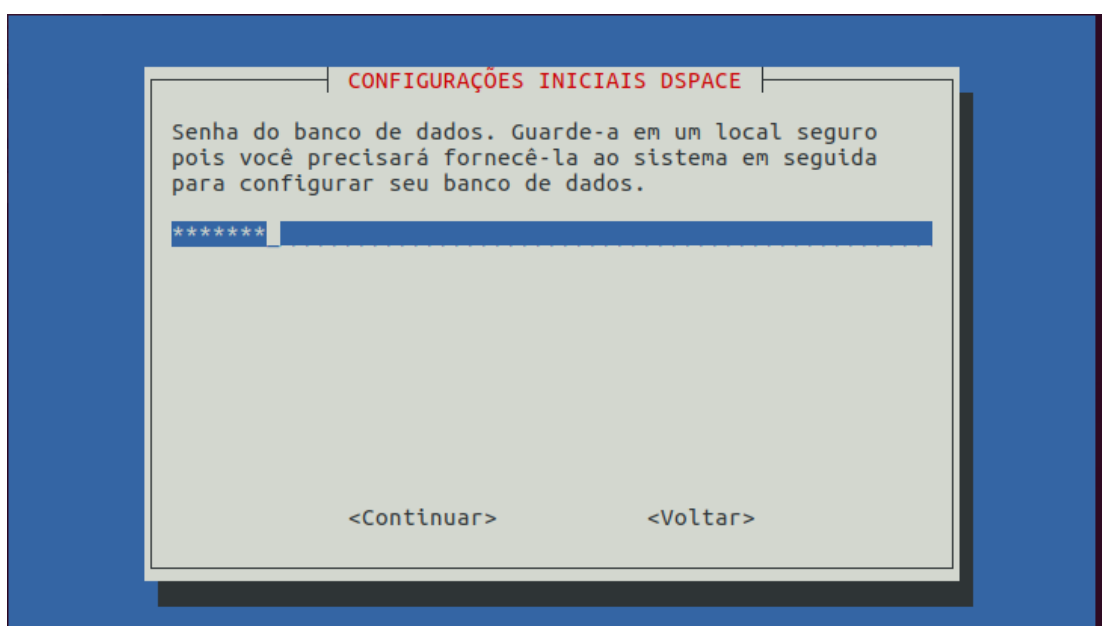 CONFIGURAÇÕES INICIAIS DSPACE
Senha do banco de dados. Guarde-a em um local seguro
pois você precisará fornecê-la ao sistema em seguida
para configurar seu banco de dados.
*******_
<Continuar> <Voltar>